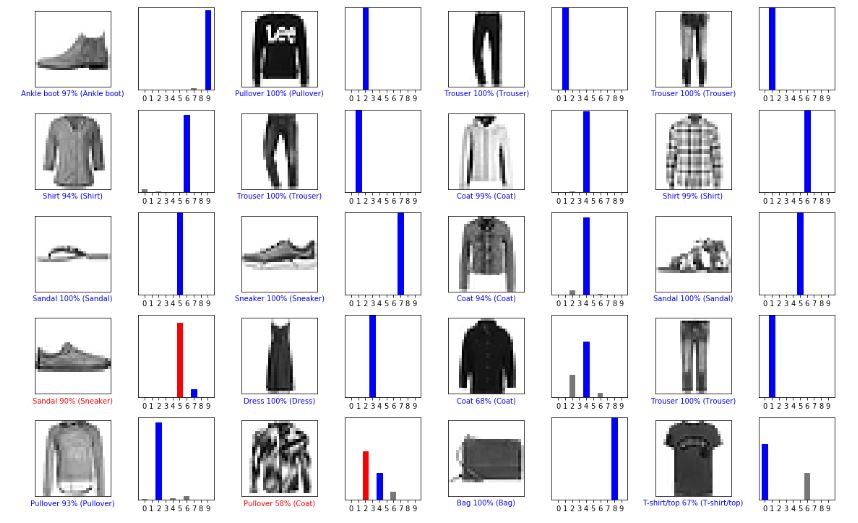 Lee
0 1 2 3 4 5 6 7 8 9
0 1 2 3 4 5 6 7 8 9
0 1 2 3 4 5 6 7 8 9
0 1 2 3 4 5 6 7 8 9
Ankle boot 97% (Ankle boot)
Pullover 100% (Pullover)
Trouser 100% (Trouser)
Trouser 100% (Trouser)
0 1 2 3 4 5 6 7 8 9
0 1 2 3 4 5 6 7 8 9
0 1 2 3 4 5 6 7 8 9
0 1 2 3 4 5 6 7 8 9
Shirt 94% (Shirt)
Trouser 100% (Trouser)
Coat 99% (Coat)
Shirt 99% (Shirt)
0 1 2 3 4 5 6 7 8 9
0 1 2 3 4 5 6 7 8 9
0 1 2 3 4 5 6 7 8 9
0 1 2 3 4 5 6 7 8 9
Sandal 100% (Sandal)
Sneaker 100% (Sneaker)
Coat 94% (Coat)
Sandal 100% (Sandal)
0 1 2 3 4 5 6 7 8 9
0 1 2 3 4 5 6 7 8 9
0 1 2 3 4 5 6 7 8 9
0 1 2 3 4 5 6 7 8 9
Sandal 90% (Sneaker)
Dress 100% (Dress)
Coat 68% (Coat)
Trouser 100% (Trouser)
0 1 2 3 4 5 6 7 8 9
0 1 2 3 4 5 6 7 8 9
0 1 2 3 4 5 6 7 8 9
0 1 2 3 4 5 6 7 8 9
Pullover 93% (Pullover)
Pullover 58% (Coat)
Bag 100% (Bag)
T-shirt/top 67% (T-shirt/top)